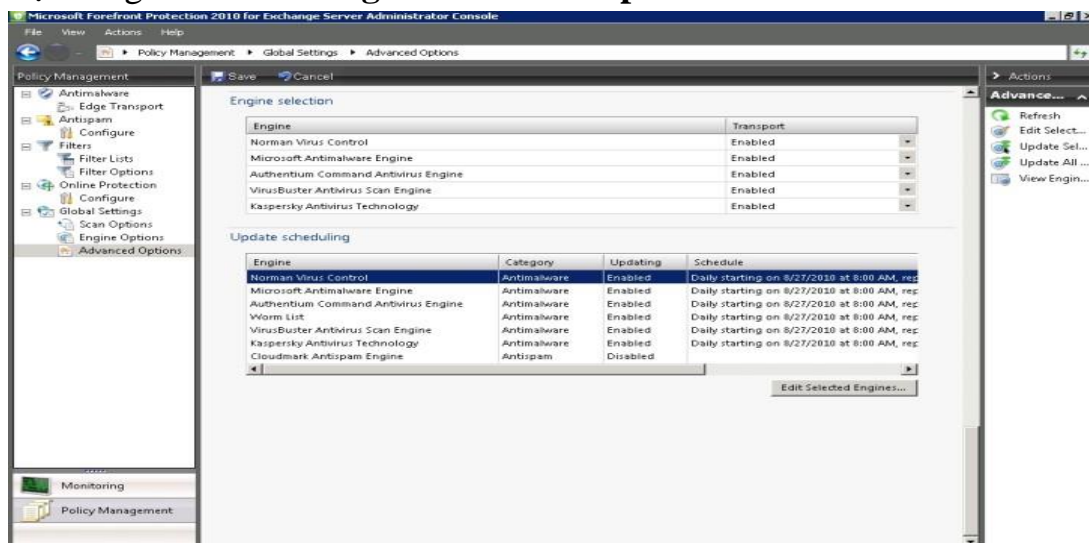 Microsoft Forefront Protection 2010 for Exchange Server Administrator Console
File View Actions Help
Policy Management Global Settings Advanced Options
Policy Management
Save Cancel
Actions
Antimalware
Edge Transport
Antispam
Configure
Filters
Filter Lists
Filter Options
Online Protection
Configure
Global Settings
Scan Options
Engine Options
Advanced Options
Monitoring
Policy Management
Engine selection
Engine Transport
Norman Virus Control Enabled
Microsoft Antimalware Engine Enabled
Authentium Command Antivirus Engine Enabled
VirusBuster Antivirus Scan Engine Enabled
Kaspersky Antivirus Technology Enabled
Update scheduling
Engine Category Updating Schedule
Norman Virus Control Antimalware Enabled Daily starting on 8/27/2010 at 8:00 AM, rep
Microsoft Antimalware Engine Antimalware Enabled Daily starting on 8/27/2010 at 8:00 AM, rep
Authentium Command Antivirus Engine Antimalware Enabled Daily starting on 8/27/2010 at 8:00 AM, rep
Worm List Antimalware Enabled Daily starting on 8/27/2010 at 8:00 AM, rep
VirusBuster Antivirus Scan Engine Antimalware Enabled Daily starting on 8/27/2010 at 8:00 AM, rep
Kaspersky Antivirus Technology Antimalware Enabled Daily starting on 8/27/2010 at 8:00 AM, rep
Cloudmark Antispam Engine Antispam Disabled
Edit Selected Engines...
Advance...
Refresh
Edit Select...
Update Sel...
Update All ...
View Engin...